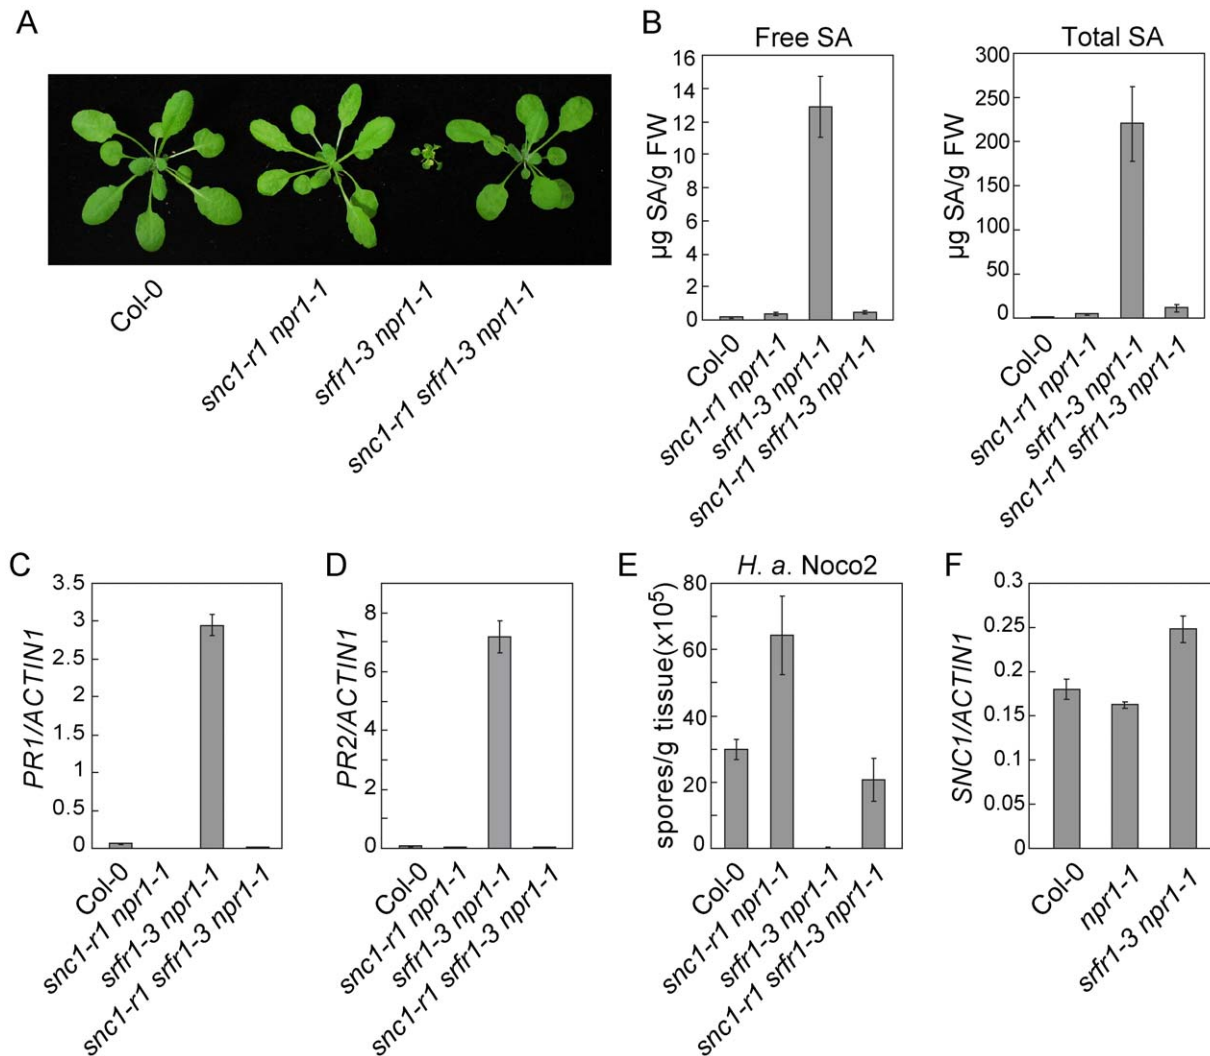 A
Col-0
snc1-r1 npr1-1
srfr1-3 npr1-1
snc1-r1 srfr1-3 npr1-1
B
Free SA
µg SA/g FW
16
14
12
10
8
6
4
2
0
Col-0
snc1-r1 npr1-1
srfr1-3 npr1-1
snc1-r1 srfr1-3 npr1-1
Total SA
µg SA/g FW
300
250
200
150
100
50
0
Col-0
snc1-r1 npr1-1
srfr1-3 npr1-1
snc1-r1 srfr1-3 npr1-1
C
PR1/ACTIN1
3.5
3
2.5
2
1.5
1
0.5
0
Col-0
snc1-r1 npr1-1
srfr1-3 npr1-1
snc1-r1 srfr1-3 npr1-1
D
PR2/ACTIN1
8
6
4
2
0
Col-0
snc1-r1 npr1-1
srfr1-3 npr1-1
snc1-r1 srfr1-3 npr1-1
E
H. a. Noco2
spores/g tissue(x10⁵)
80
60
40
20
0
Col-0
snc1-r1 npr1-1
srfr1-3 npr1-1
snc1-r1 srfr1-3 npr1-1
F
SNC1/ACTIN1
0.3
0.25
0.2
0.15
0.1
0.05
0
Col-0
npr1-1
srfr1-3 npr1-1